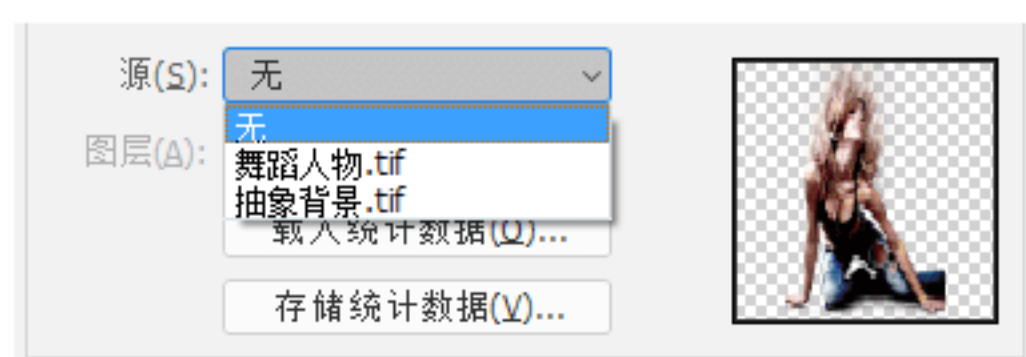 源(S): 无
无
图层(A):
舞蹈人物.tif
抽象背景.tif
载入统计数据(O)...
存储统计数据(V)...